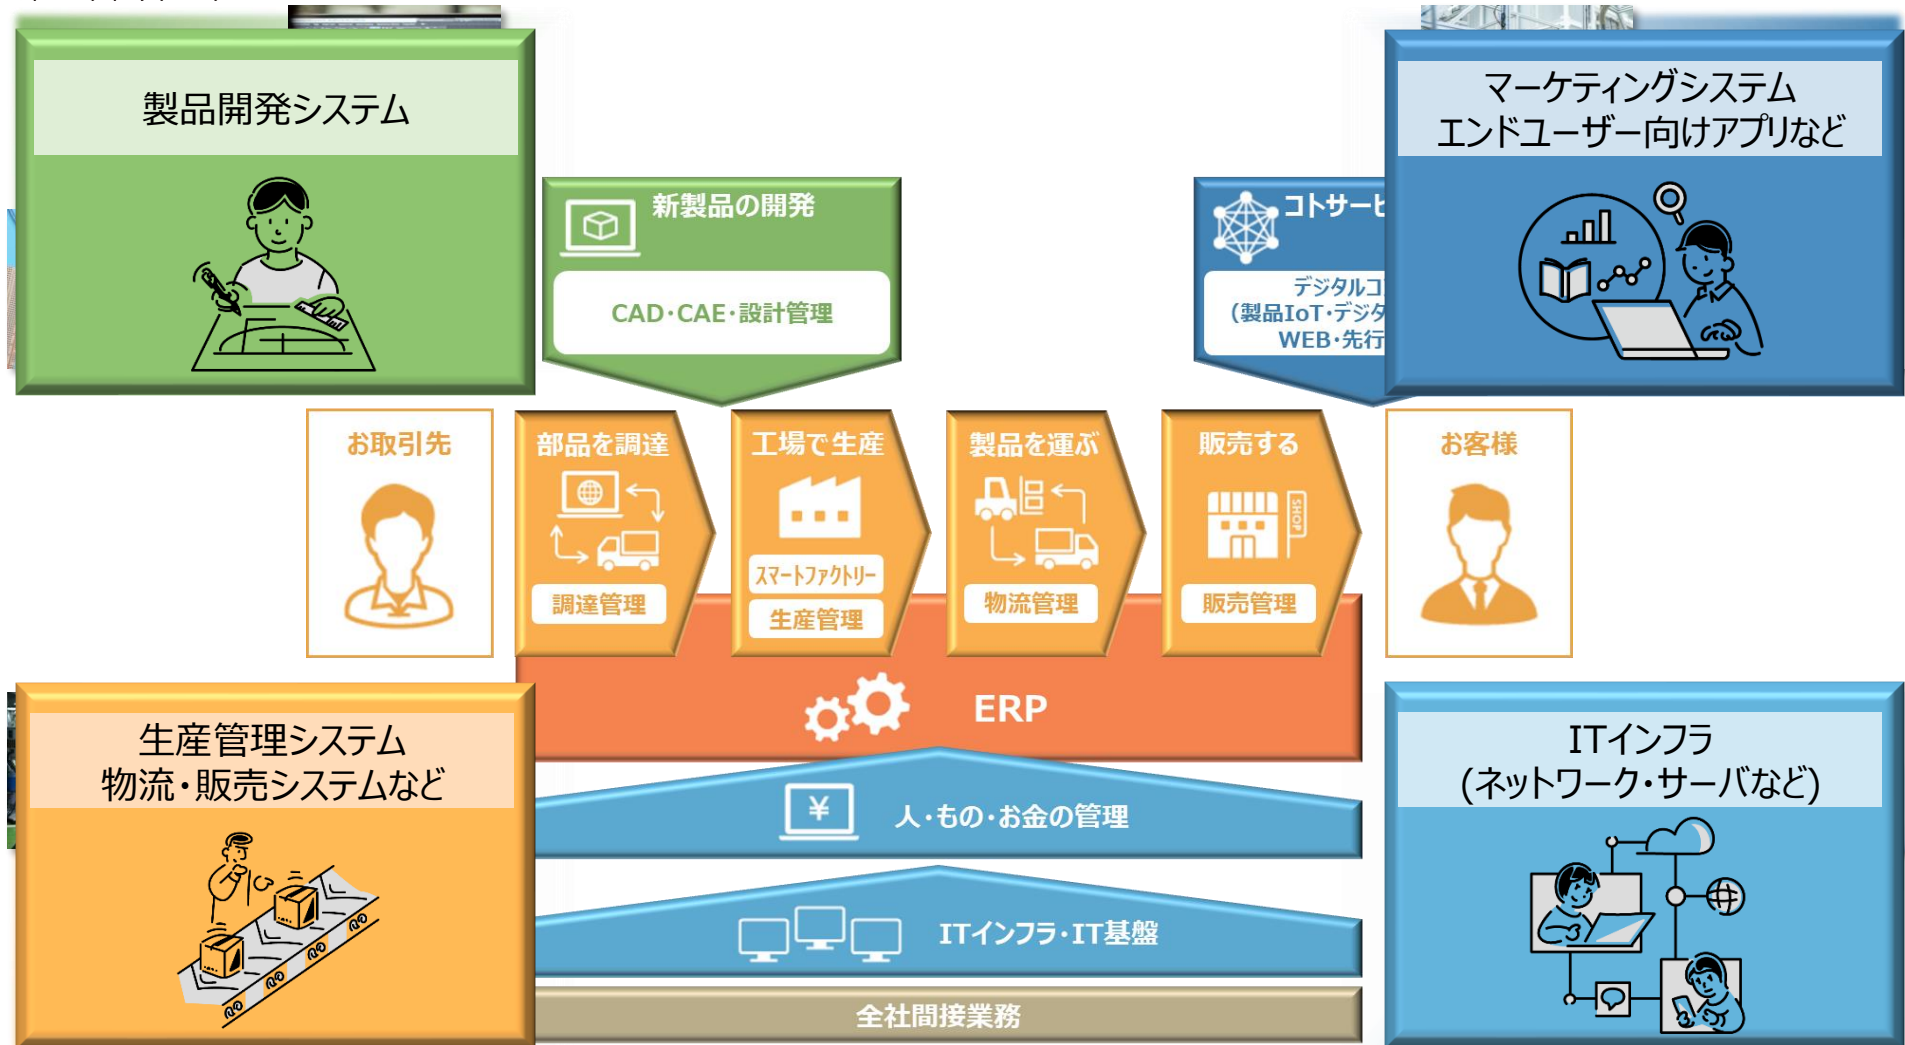 製品開発システム
マーケティングシステム
エンドユーザー向けアプリなど
新製品の開発
CAD・CAE・設計管理
コトサービ
デジタルコ
(製品IoT・デジタ
WEB・先行
お取引先
部品を調達
調達管理
工場で生産
スマートファクトリー
生産管理
製品を運ぶ
物流管理
販売する
SHOP
販売管理
お客様
ERP
生産管理システム
物流・販売システムなど
人・もの・お金の管理
ITインフラ・IT基盤
全社間接業務
ITインフラ
(ネットワーク・サーバなど)